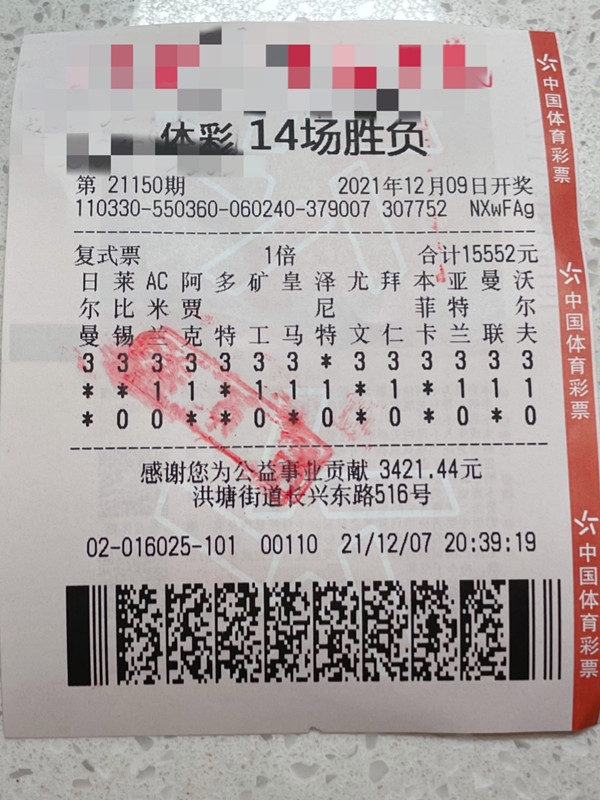 体彩 14场胜负
第 21150期 2021年12月09日开奖
110330-550360-060240-379007 307752 NXwFAg
复式票 1倍 合计15552元
日 莱 AC 阿 多 矿 皇 泽 尤 拜 本 亚 曼 沃
尔 比 米 贾 尼 菲 特 尔
曼 锡 兰 克 特 工 马 特 文 仁 卡 兰 联 夫
3 3 3 3 3 3 3 * 3 3 3 3 3 3
* * 1 1 * 1 1 1 * 1 * 1 1 1
* 0 0 * * 0 * 0 * 0 * 0 * 0
感谢您为公益事业贡献 3421.44元
洪塘街道长兴东路516号
02-016025-101 00110 21/12/07 20:39:19
中国体育彩票
中国体育彩票
中国体育彩票